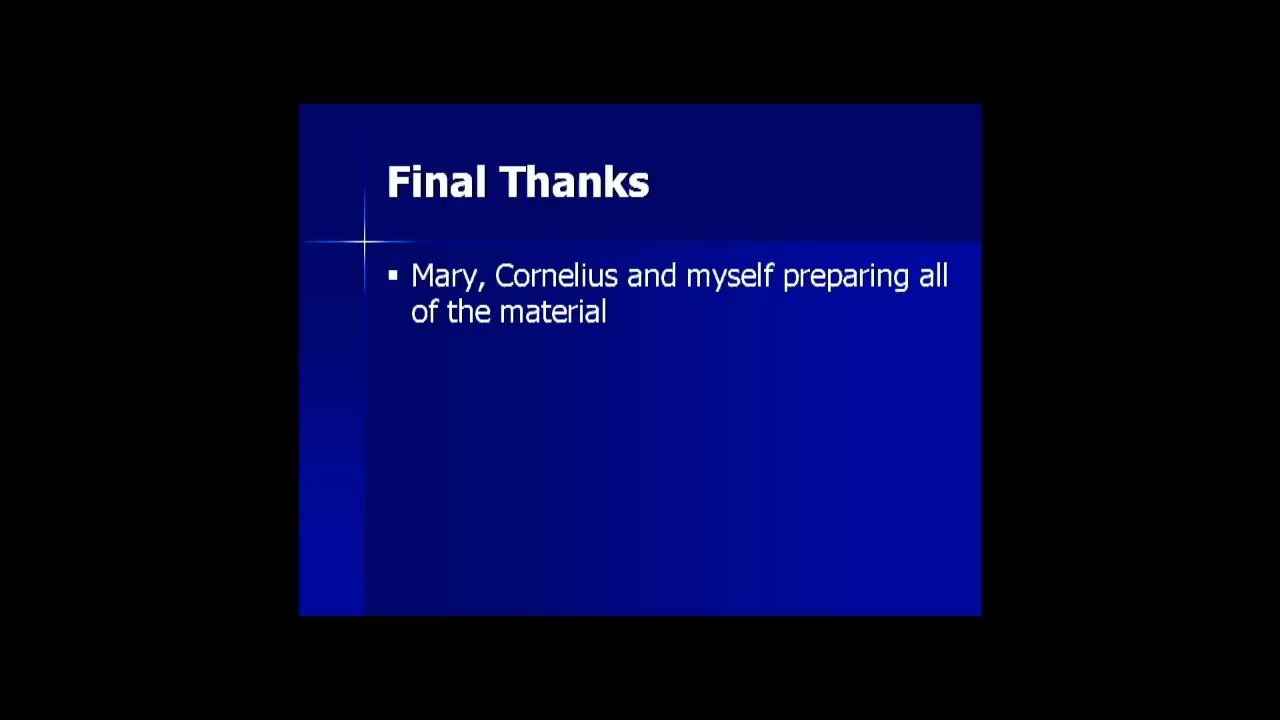 Final Thanks
▪ Mary, Cornelius and myself preparing all
of the material